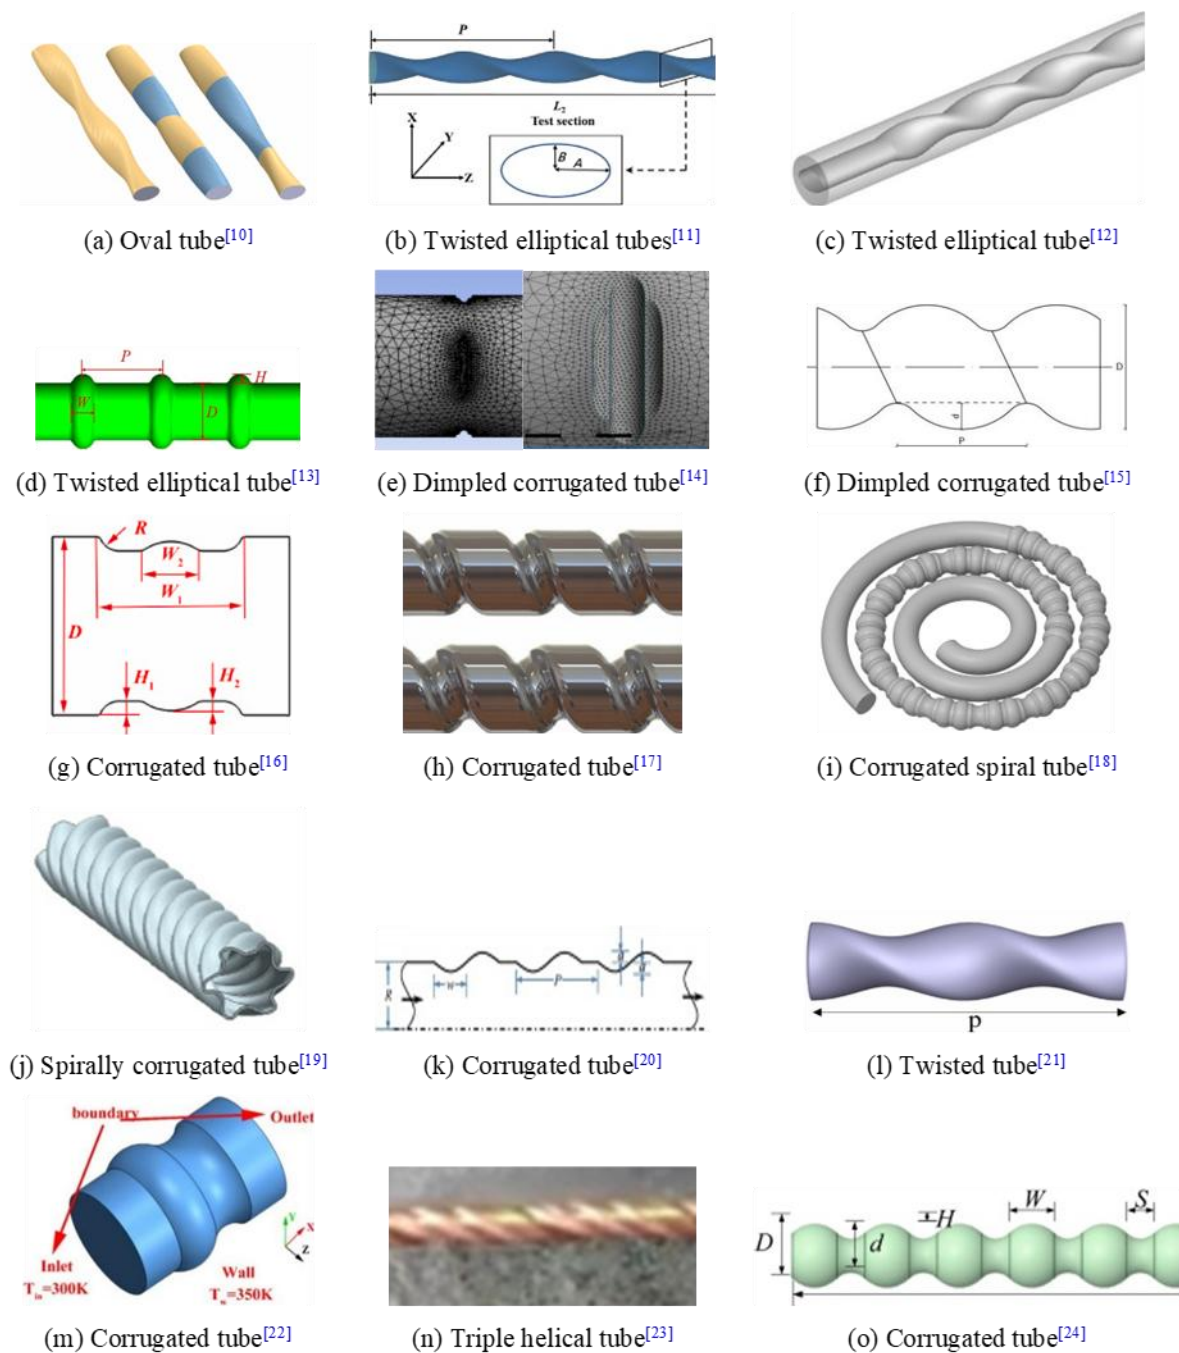 P
L₂
Test section
X
Y
Z
B
A
(a) Oval tube[10]
(b) Twisted elliptical tubes[11]
(c) Twisted elliptical tube[12]
P
H
W
D
D
d
P
(d) Twisted elliptical tube[13]
(e) Dimpled corrugated tube[14]
(f) Dimpled corrugated tube[15]
R
W₂
W₁
D
H₁
H₂
(g) Corrugated tube[16]
(h) Corrugated tube[17]
(i) Corrugated spiral tube[18]
R
w
P
d
d
p
(j) Spirally corrugated tube[19]
(k) Corrugated tube[20]
(l) Twisted tube[21]
boundary
Outlet
Y
X
Z
Inlet
Tin=300K
Wall
Tw=350K
D
d
H
W
S
(m) Corrugated tube[22]
(n) Triple helical tube[23]
(o) Corrugated tube[24]